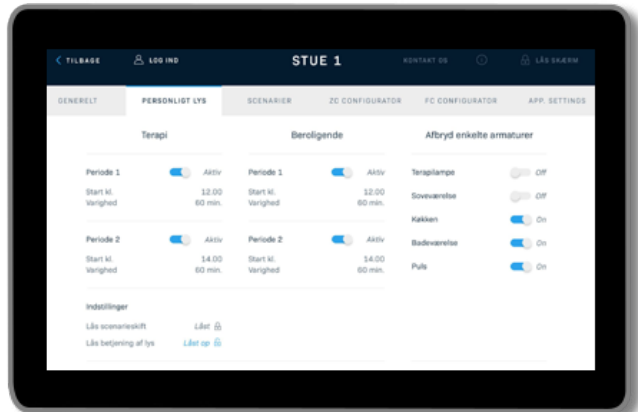 TILBAGE
LOG IND
STUE 1
KONTAKT OS
LÅS SKÆRM
GENERELT
PERSONLIGT LYS
SCENARIER
ZC CONFIGURATOR
FC CONFIGURATOR
APP. SETTINGS
Terapi
Periode 1 Aktiv
Start kl. 12.00
Varighed 60 min.
Periode 2 Aktiv
Start kl. 14.00
Varighed 60 min.
Indstillinger
Lås scenarieskift Låst
Lås betjening af lys Låst op
Beroligende
Periode 1 Aktiv
Start kl. 12.00
Varighed 60 min.
Periode 2 Aktiv
Start kl. 14.00
Varighed 60 min.
Afbryd enkelte armaturer
Terapilampe Off
Soveværelse Off
Køkken On
Badeværelse On
Puls On